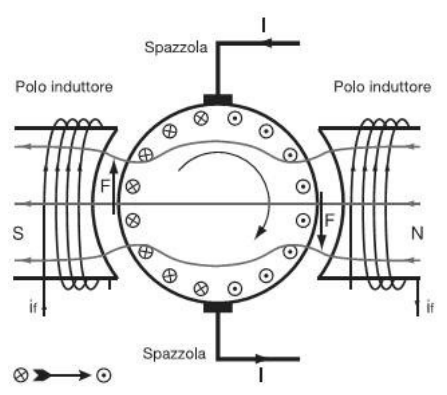 I
Spazzola
Polo induttore
Polo induttore
F
F
S
N
if
if
Spazzola
I